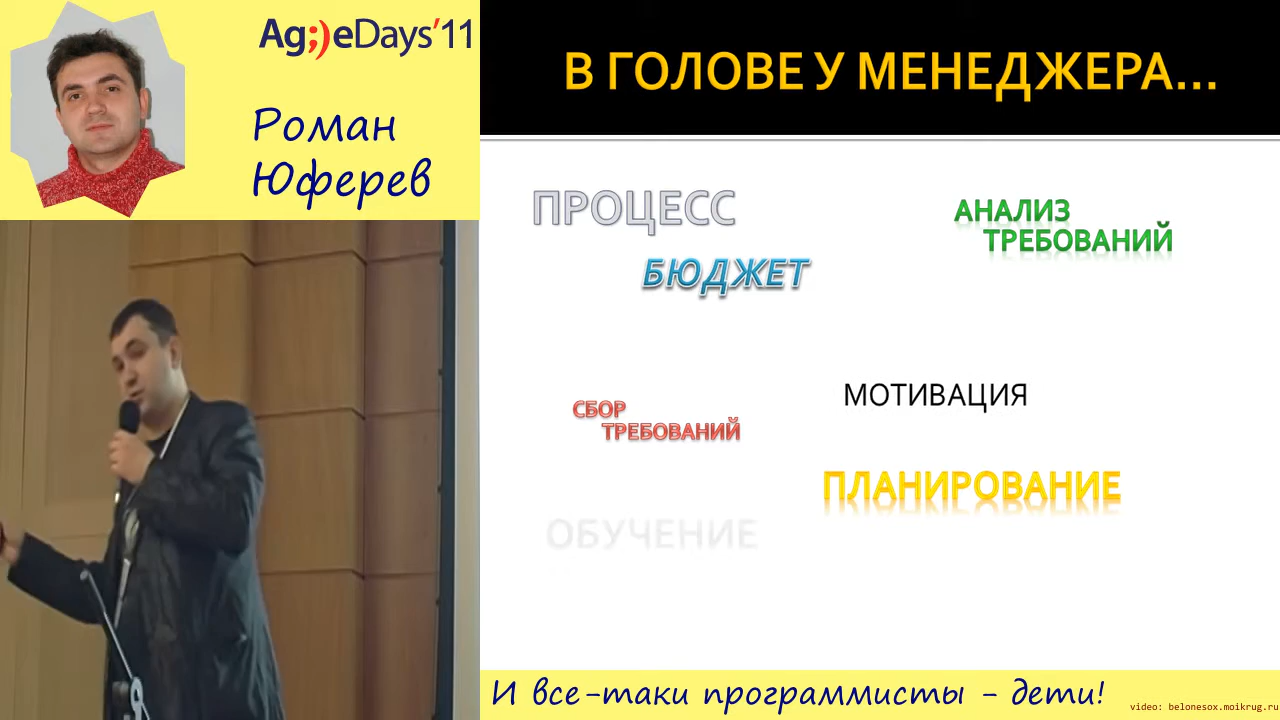 Ag;)eDays'11
Роман
Юферев
В ГОЛОВЕ У МЕНЕДЖЕРА...
ПРОЦЕСС
БЮДЖЕТ
АНАЛИЗ
ТРЕБОВАНИЙ
СБОР
ТРЕБОВАНИЙ
МОТИВАЦИЯ
ПЛАНИРОВАНИЕ
ОБУЧЕНИЕ
И все-таки программисты - дети!
video: belonesox.moikrug.ru